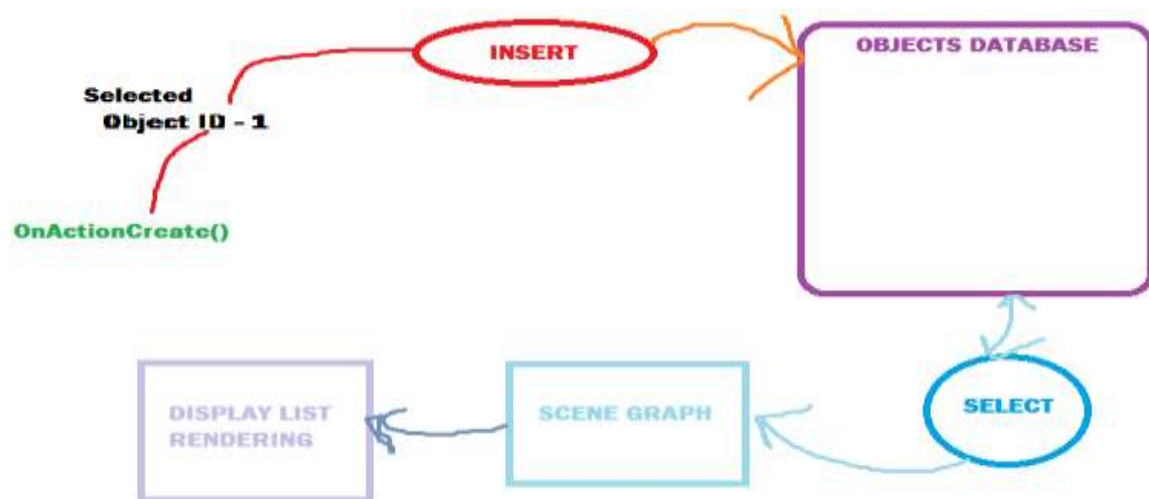 INSERT
OBJECTS DATABASE
Selected
Object ID - 1
OnActionCreate()
SELECT
SCENE GRAPH
DISPLAY LIST
RENDERING